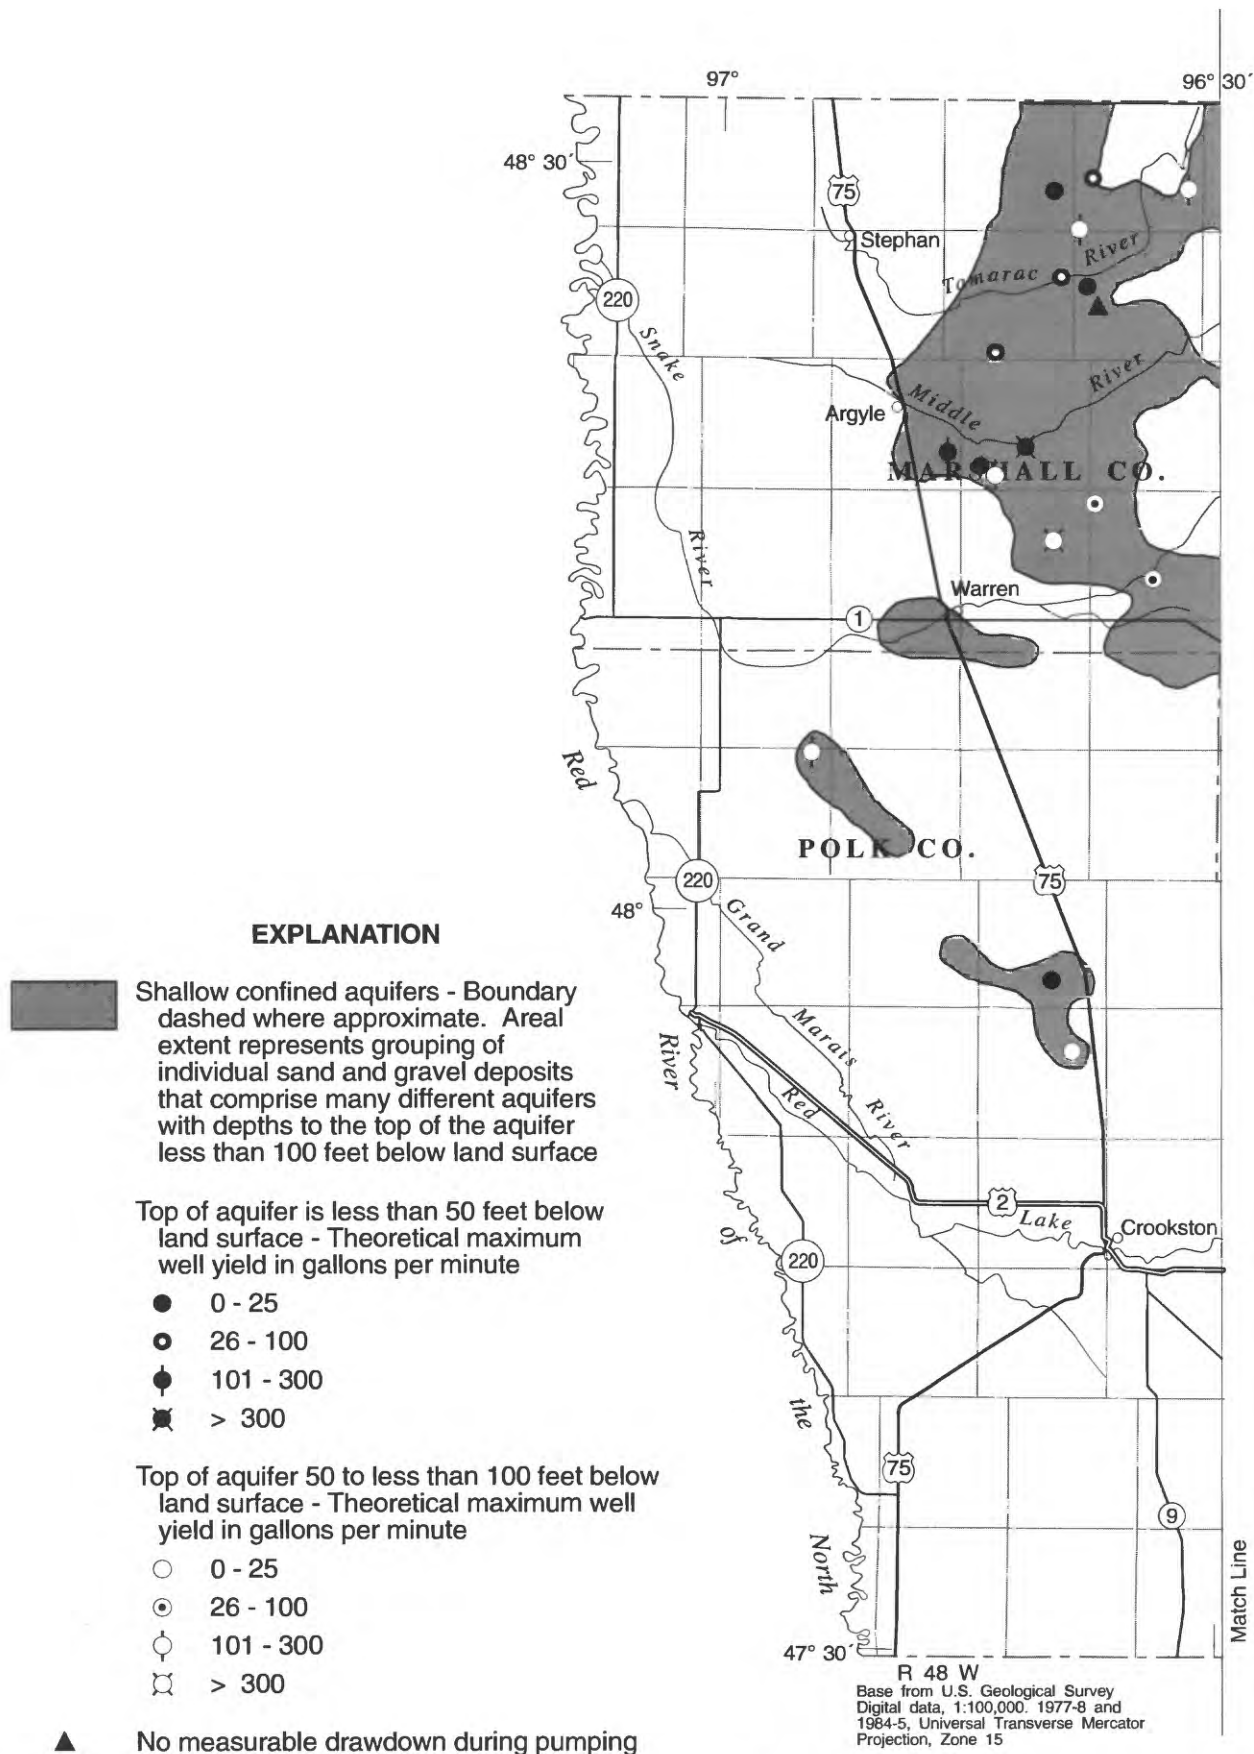 97°
96° 30´
48° 30´
75
Stephan
Tamarac River
220
Snake
River
Middle
River
Argyle
MARSHALL CO.
River
Warren
1
Red
POLK CO.
75
220
48°
Grand
EXPLANATION
Shallow confined aquifers - Boundary
dashed where approximate. Areal
extent represents grouping of
individual sand and gravel deposits
that comprise many different aquifers
with depths to the top of the aquifer
less than 100 feet below land surface
River
Marais
Red
River
Top of aquifer is less than 50 feet below
land surface - Theoretical maximum
well yield in gallons per minute
0 - 25
26 - 100
101 - 300
> 300
2
Lake
Crookston
of
220
the
75
9
North
Top of aquifer 50 to less than 100 feet below
land surface - Theoretical maximum well
yield in gallons per minute
0 - 25
26 - 100
101 - 300
> 300
No measurable drawdown during pumping
Match Line
47° 30´
R 48 W
Base from U.S. Geological Survey
Digital data, 1:100,000. 1977-8 and
1984-5, Universal Transverse Mercator
Projection, Zone 15